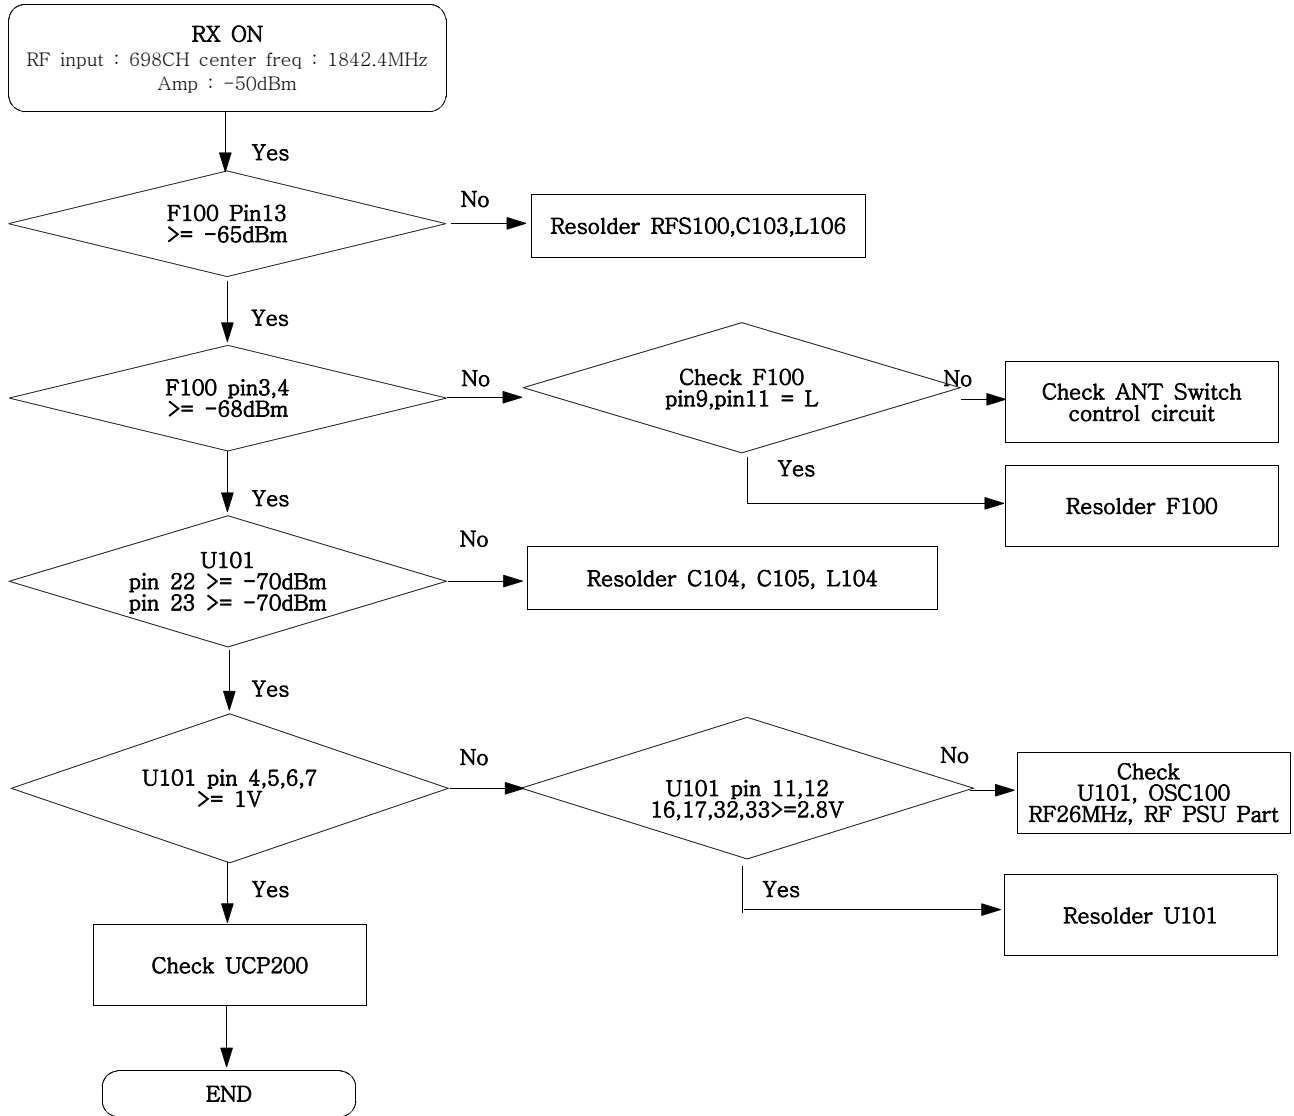 RX ON
RF input : 698CH center freq : 1842.4MHz
Amp : -50dBm
Yes
F100 Pin13
>= -65dBm
No
Resolder RFS100,C103,L106
Yes
F100 pin3,4
>= -68dBm
No
Check F100
pin9,pin11 = L
No
Check ANT Switch
control circuit
Yes
Resolder F100
Yes
U101
pin 22 >= -70dBm
pin 23 >= -70dBm
No
Resolder C104, C105, L104
Yes
U101 pin 4,5,6,7
>= 1V
No
U101 pin 11,12
16,17,32,33>=2.8V
No
Check
U101, OSC100
RF26MHz, RF PSU Part
Yes
Resolder U101
Yes
Check UCP200
END